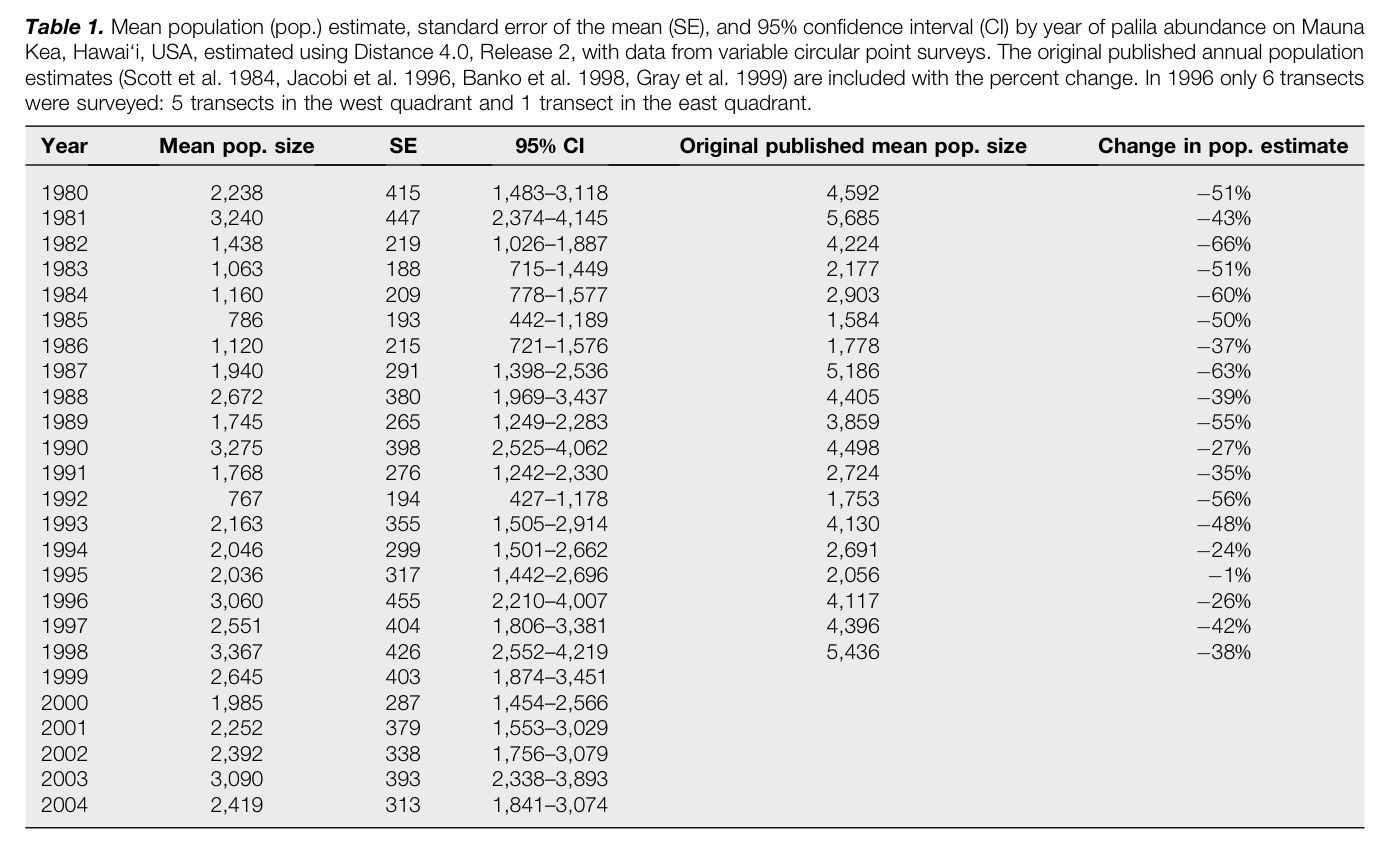 Table 1. Mean population (pop.) estimate, standard error of the mean (SE), and 95% confidence interval (CI) by year of palila abundance on Mauna
Kea, Hawai‘i, USA, estimated using Distance 4.0, Release 2, with data from variable circular point surveys. The original published annual population
estimates (Scott et al. 1984, Jacobi et al. 1996, Banko et al. 1998, Gray et al. 1999) are included with the percent change. In 1996 only 6 transects
were surveyed: 5 transects in the west quadrant and 1 transect in the east quadrant.
Year Mean pop. size SE 95% CI Original published mean pop. size Change in pop. estimate
1980 2,238 415 1,483–3,118 4,592 −51%
1981 3,240 447 2,374–4,145 5,685 −43%
1982 1,438 219 1,026–1,887 4,224 −66%
1983 1,063 188 715–1,449 2,177 −51%
1984 1,160 209 778–1,577 2,903 −60%
1985 786 193 442–1,189 1,584 −50%
1986 1,120 215 721–1,576 1,778 −37%
1987 1,940 291 1,398–2,536 5,186 −63%
1988 2,672 380 1,969–3,437 4,405 −39%
1989 1,745 265 1,249–2,283 3,859 −55%
1990 3,275 398 2,525–4,062 4,498 −27%
1991 1,768 276 1,242–2,330 2,724 −35%
1992 767 194 427–1,178 1,753 −56%
1993 2,163 355 1,505–2,914 4,130 −48%
1994 2,046 299 1,501–2,662 2,691 −24%
1995 2,036 317 1,442–2,696 2,056 −1%
1996 3,060 455 2,210–4,007 4,117 −26%
1997 2,551 404 1,806–3,381 4,396 −42%
1998 3,367 426 2,552–4,219 5,436 −38%
1999 2,645 403 1,874–3,451
2000 1,985 287 1,454–2,566
2001 2,252 379 1,553–3,029
2002 2,392 338 1,756–3,079
2003 3,090 393 2,338–3,893
2004 2,419 313 1,841–3,074